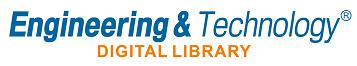 Engineering & Technology®
DIGITAL LIBRARY